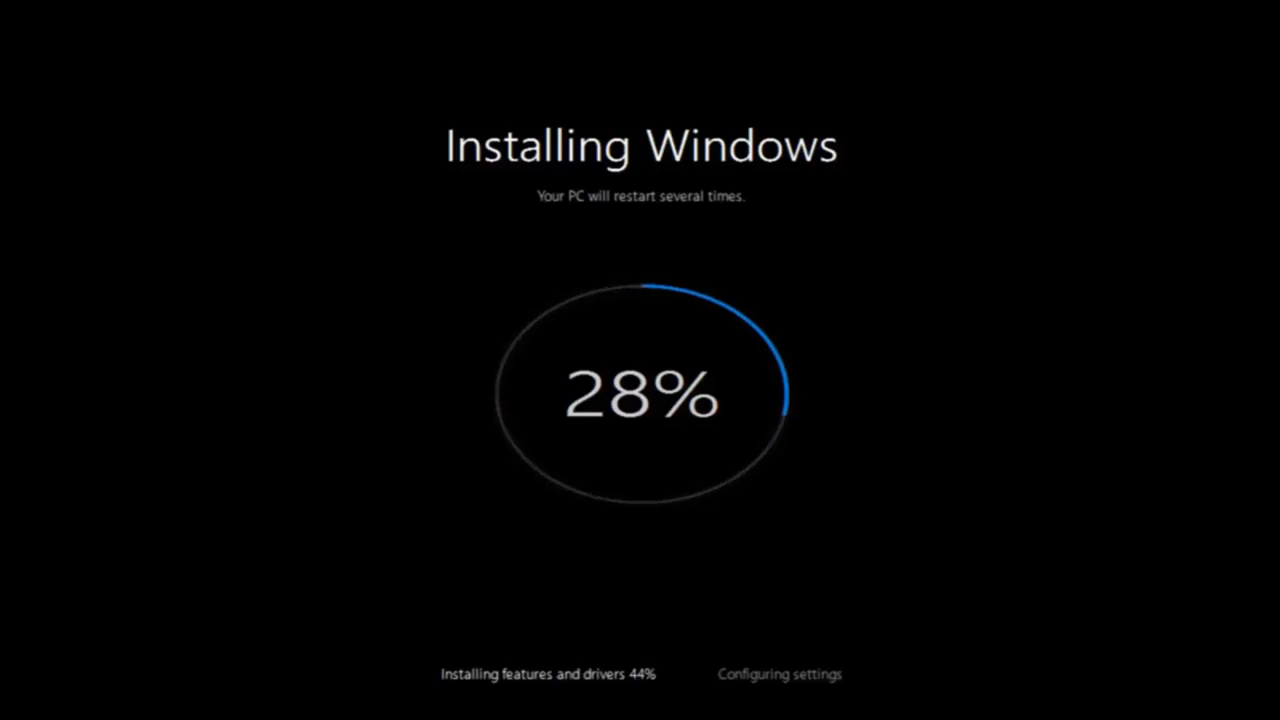 Installing Windows
Your PC will restart several times.
28%
Installing features and drivers 44% Configuring settings